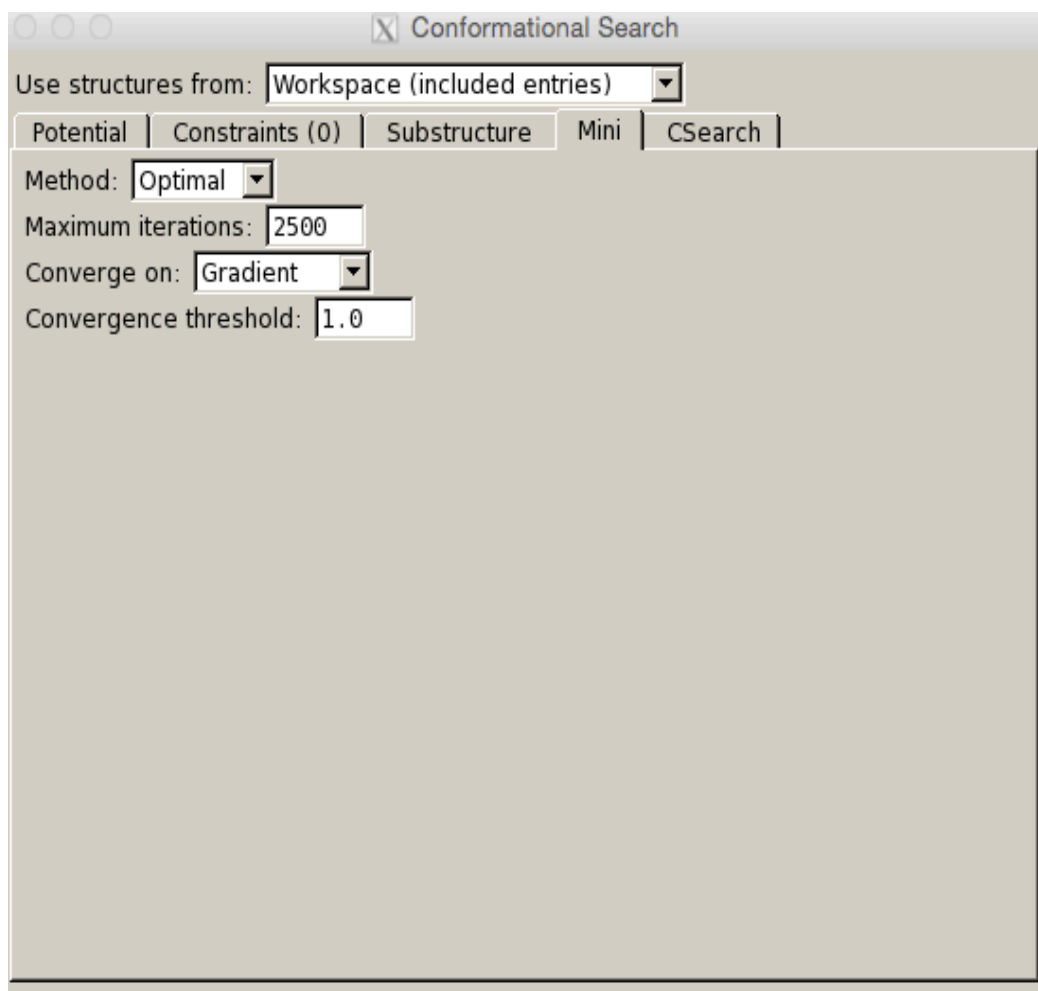 Conformational Search
Use structures from: Workspace (included entries)
Potential Constraints (0) Substructure Mini CSearch
Method: Optimal
Maximum iterations: 2500
Converge on: Gradient
Convergence threshold: 1.0